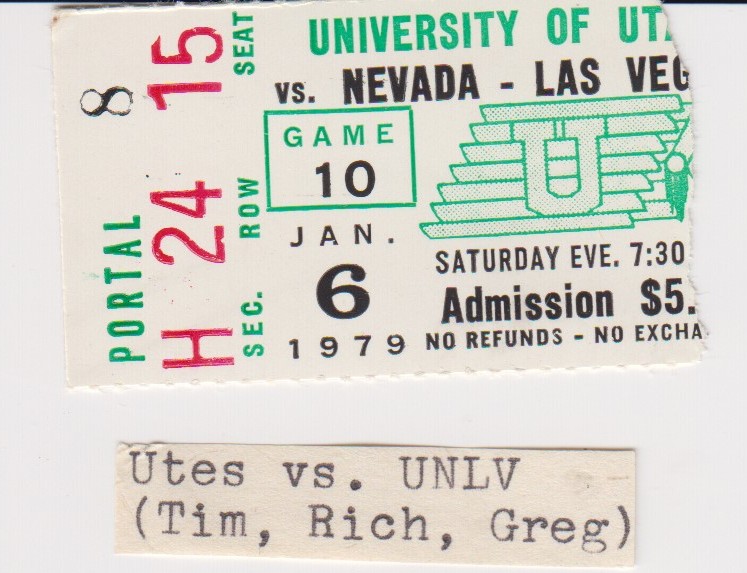 UNIVERSITY OF UT
vs. NEVADA - LAS VEG
GAME
10
JAN.
6
1979
SATURDAY EVE. 7:30
Admission $5.
NO REFUNDS - NO EXCHA
PORTAL 8
SEC. ROW SEAT
H 24 15
U
Utes vs. UNLV
(Tim, Rich, Greg)